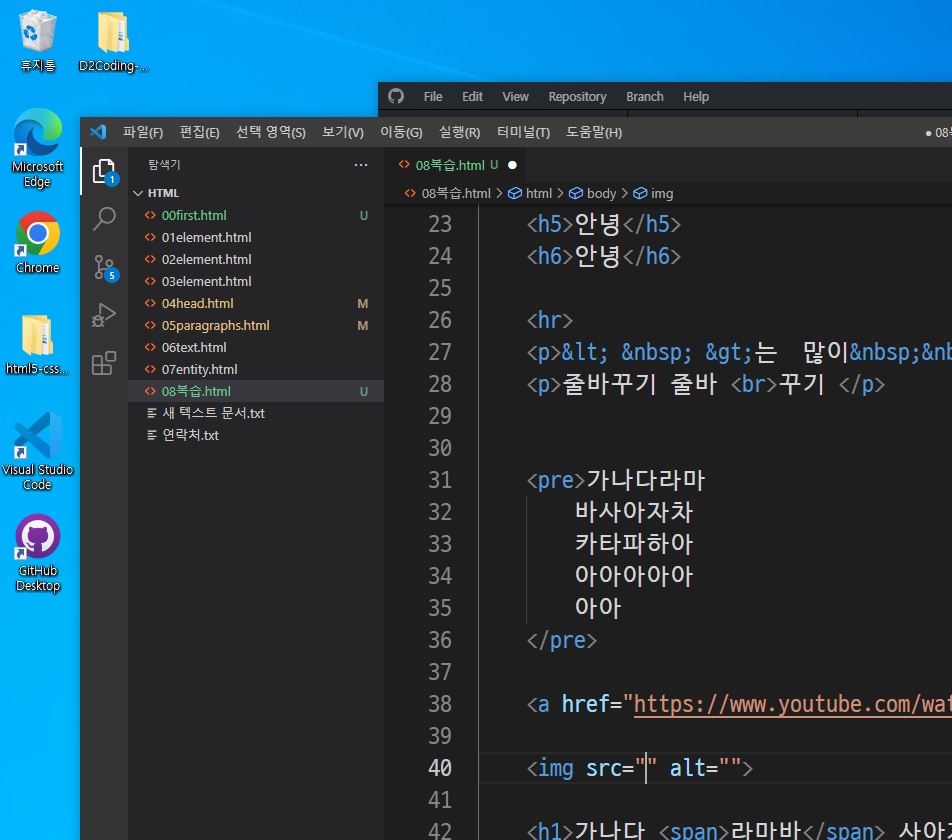 휴지통
D2Coding-...
Microsoft
Edge
Chrome
html5-css...
Visual Studio
Code
GitHub
Desktop
File Edit View Repository Branch Help
파일(F) 편집(E) 선택 영역(S) 보기(V) 이동(G) 실행(R) 터미널(T) 도움말(H) ● 08
탐색기 ...
HTML
00first.html U
01element.html
02element.html
03element.html
04head.html M
05paragraphs.html M
06text.html
07entity.html
08복습.html U
새 텍스트 문서.txt
연락처.txt
1
5
08복습.html U ●
08복습.html > html > body > img
23 <h5>안녕</h5>
24 <h6>안녕</h6>
25
26 <hr>
27 <p>&lt; &nbsp; &gt;는  많이&nbsp;&nb
28 <p>줄바꾸기 줄바 <br>꾸기 </p>
29
30
31 <pre>가나다라마
32 바사아자차
33 카타파하아
34 아아아아아
35 아아
36 </pre>
37
38 <a href="https://www.youtube.com/wat
39
40 <img src="" alt="">
41
42 <h1>가나다 <span>라마바</span> 사아